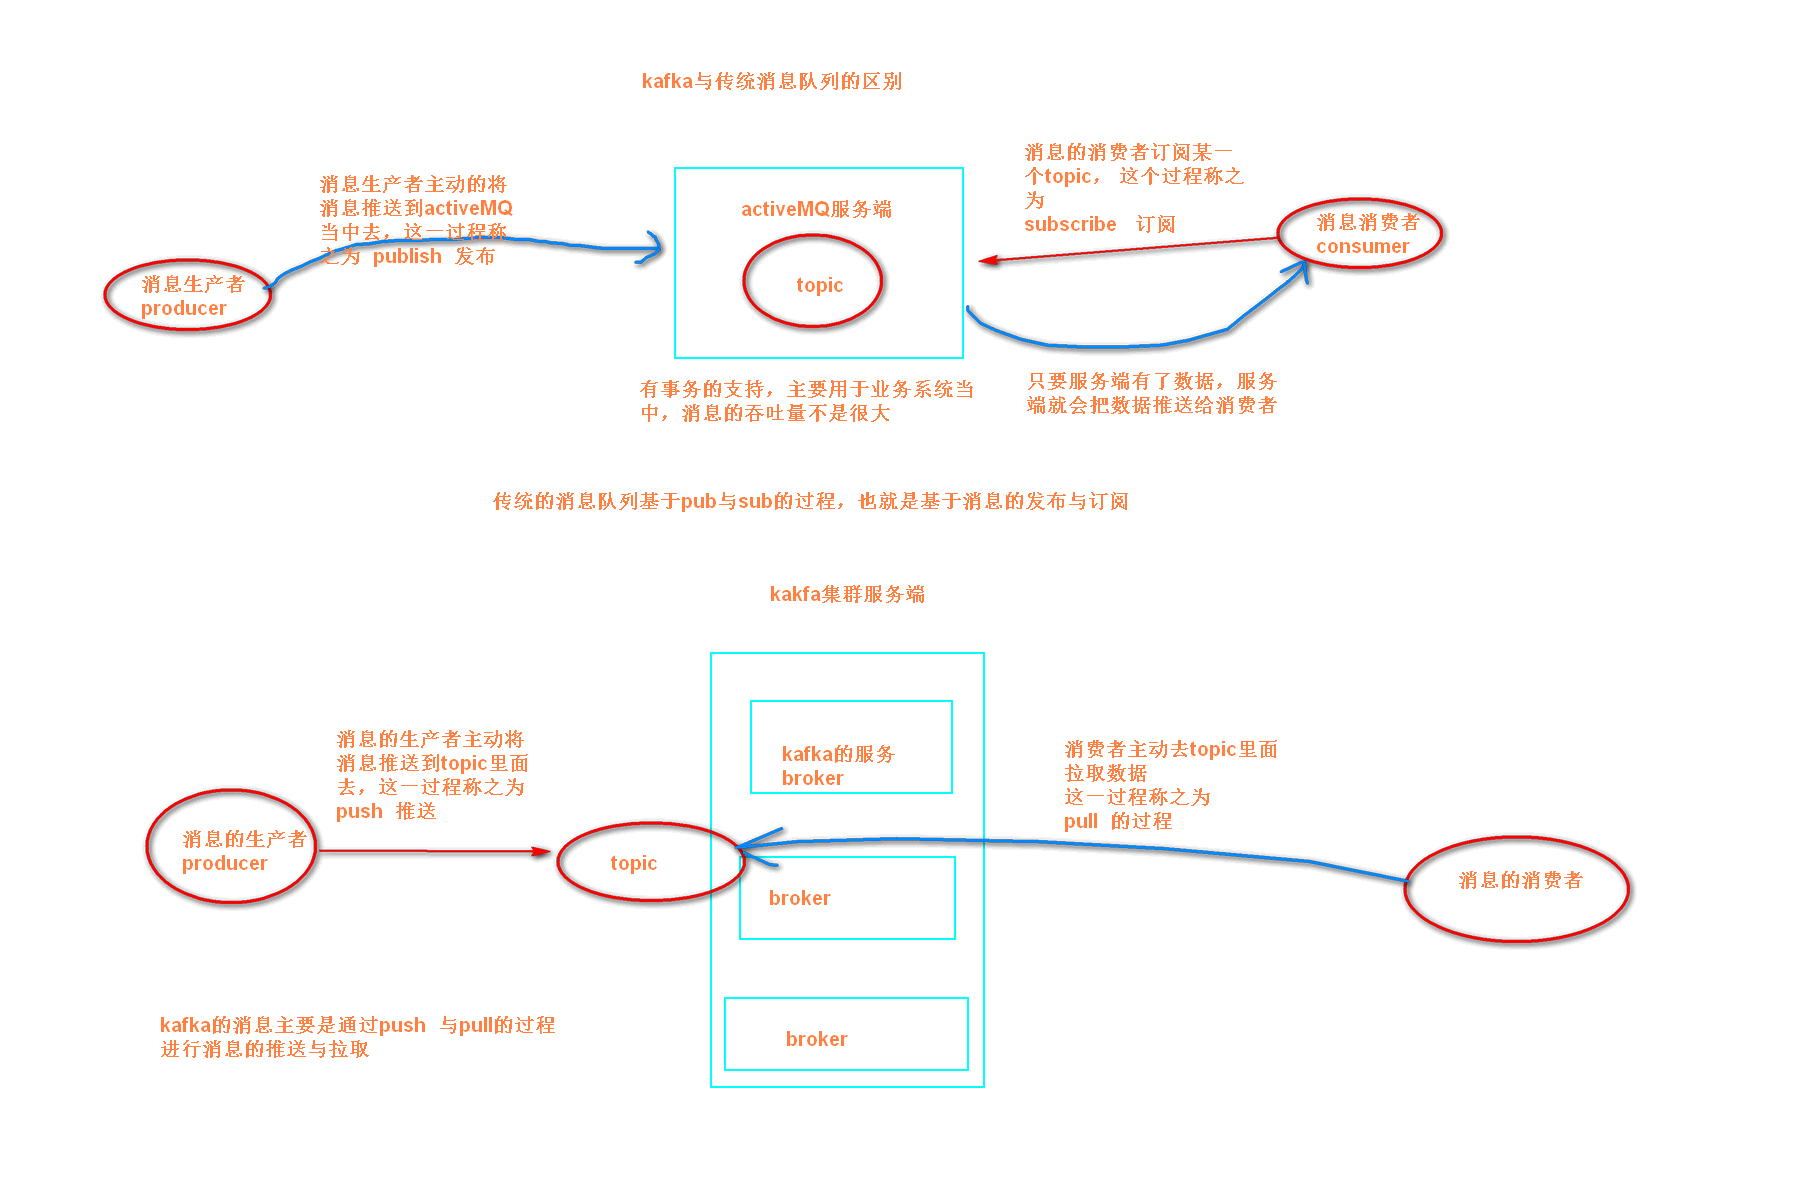 kafka与传统消息队列的区别
消息生产者主动的将
消息推送到activeMQ
当中去，这一过程称
之为 publish 发布
消息生产者
producer
activeMQ服务端
topic
消息的消费者订阅某一
个topic， 这个过程称之
为
subscribe 订阅
消息消费者
consumer
有事务的支持，主要用于业务系统当
中，消息的吞吐量不是很大
只要服务端有了数据，服务
端就会把数据推送给消费者
传统的消息队列基于pub与sub的过程，也就是基于消息的发布与订阅
kakfa集群服务端
消息的生产者主动将
消息推送到topic里面
去，这一过程称之为
push 推送
消息的生产者
producer
topic
kafka的服务
broker
broker
broker
消费者主动去topic里面
拉取数据
这一过程称之为
pull 的过程
消息的消费者
kafka的消息主要是通过push 与pull的过程
进行消息的推送与拉取